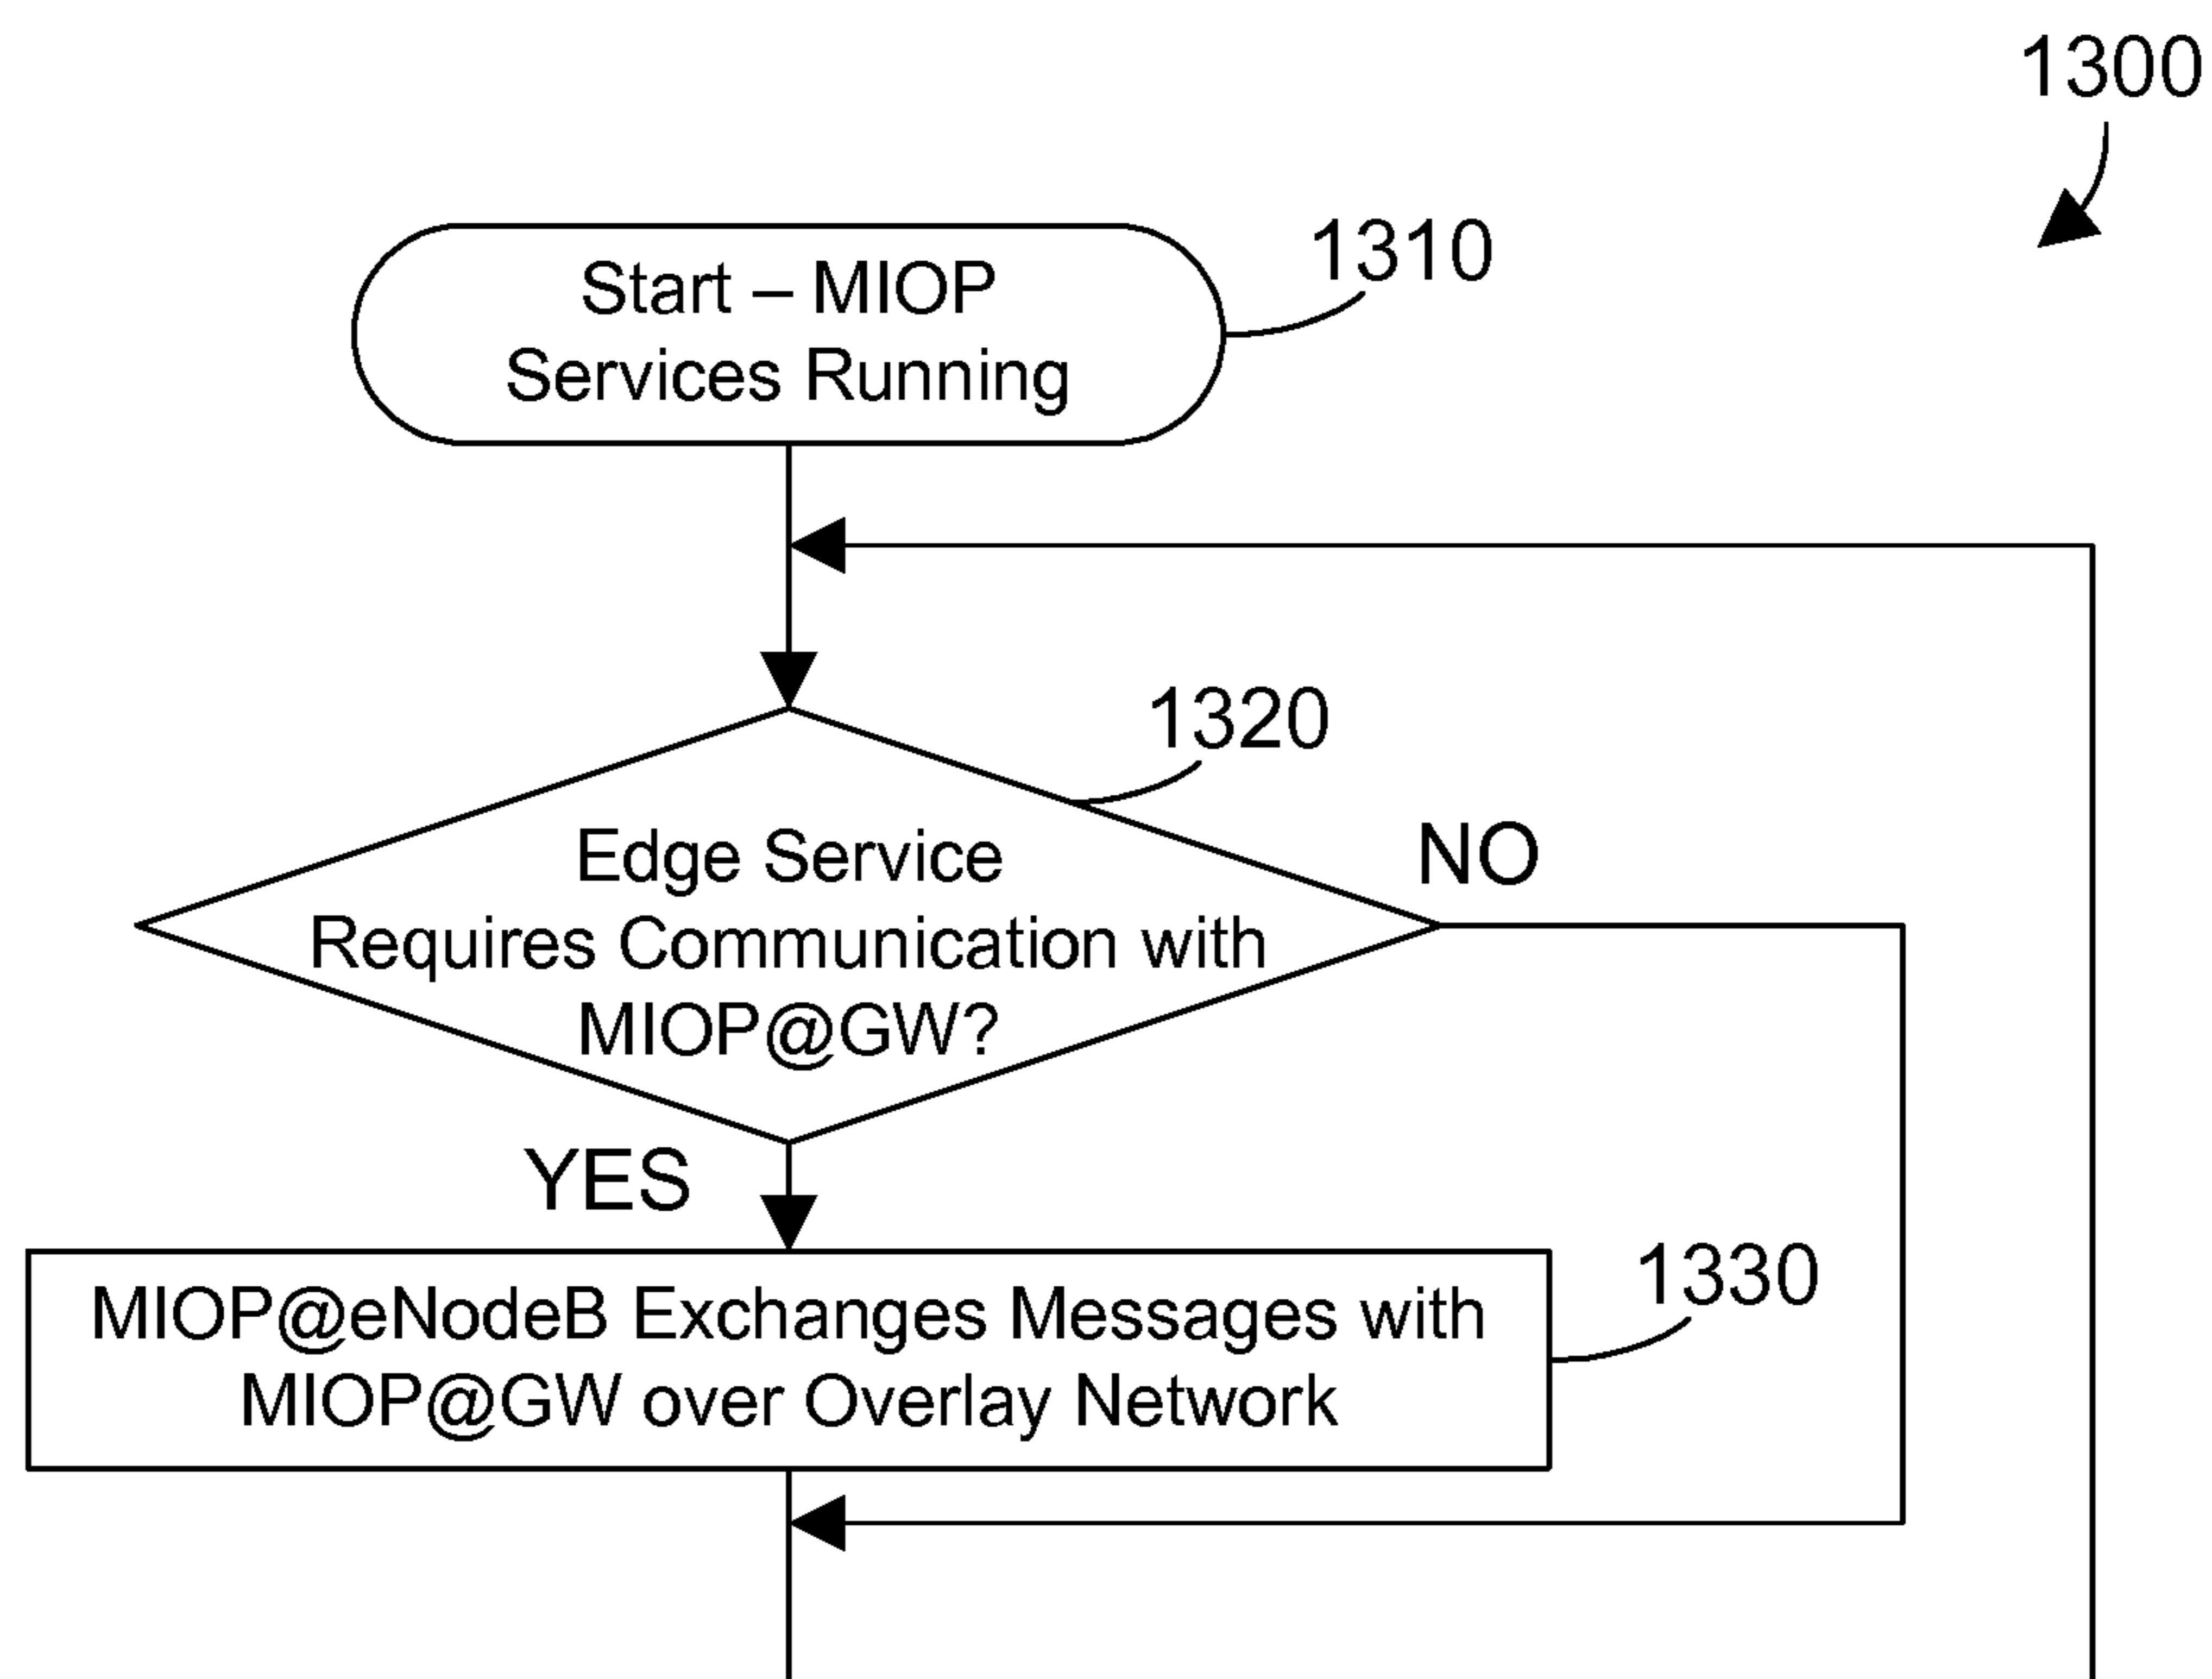 1300
Start – MIOP
Services Running
1310
1320
Edge Service
Requires Communication with
MIOP@GW?
NO
YES
MIOP@eNodeB Exchanges Messages with
MIOP@GW over Overlay Network
1330